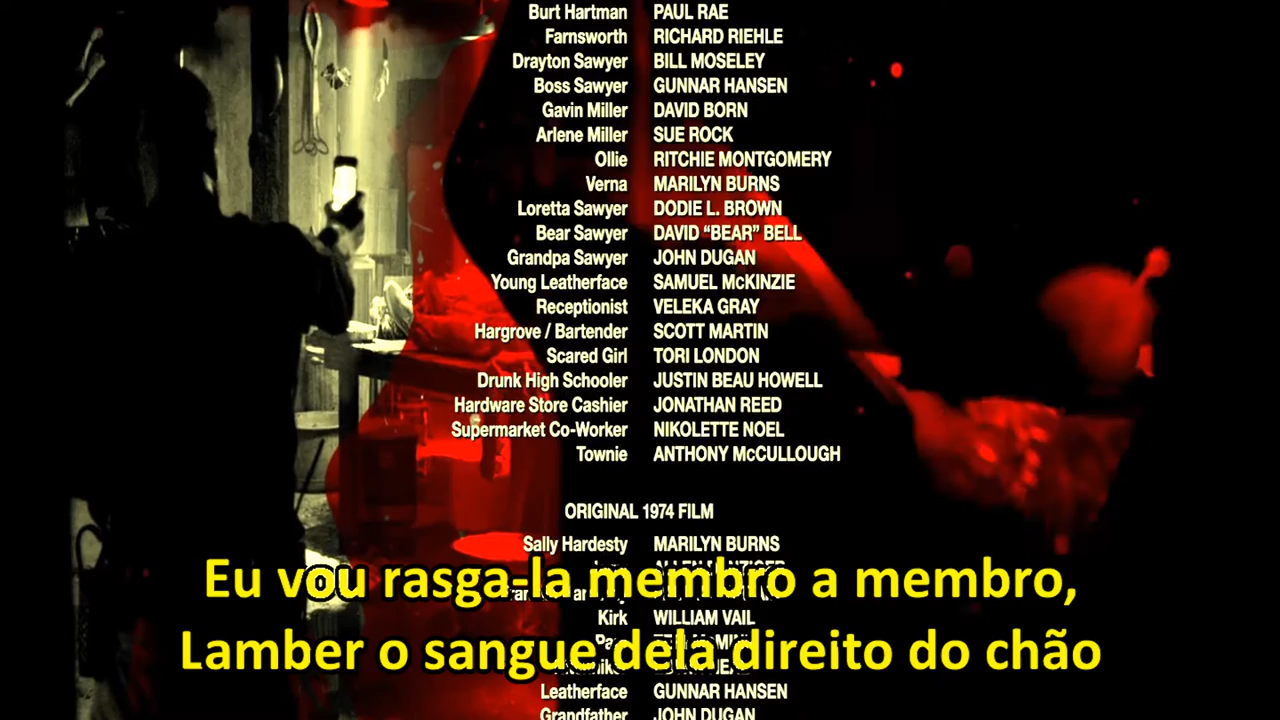 Burt Hartman PAUL RAE
Farnsworth RICHARD RIEHLE
Drayton Sawyer BILL MOSELEY
Boss Sawyer GUNNAR HANSEN
Gavin Miller DAVID BORN
Arlene Miller SUE ROCK
Ollie RITCHIE MONTGOMERY
Verna MARILYN BURNS
Loretta Sawyer DODIE L. BROWN
Bear Sawyer DAVID “BEAR” BELL
Grandpa Sawyer JOHN DUGAN
Young Leatherface SAMUEL McKINZIE
Receptionist VELEKA GRAY
Hargrove / Bartender SCOTT MARTIN
Scared Girl TORI LONDON
Drunk High Schooler JUSTIN BEAU HOWELL
Hardware Store Cashier JONATHAN REED
Supermarket Co-Worker NIKOLETTE NOEL
Townie ANTHONY McCULLOUGH
ORIGINAL 1974 FILM
Sally Hardesty MARILYN BURNS
Eu vou rasga-la membro a membro,
Kirk WILLIAM VAIL
Lamber o sangue dela direito do chão
Leatherface GUNNAR HANSEN
Grandfather JOHN DUGAN